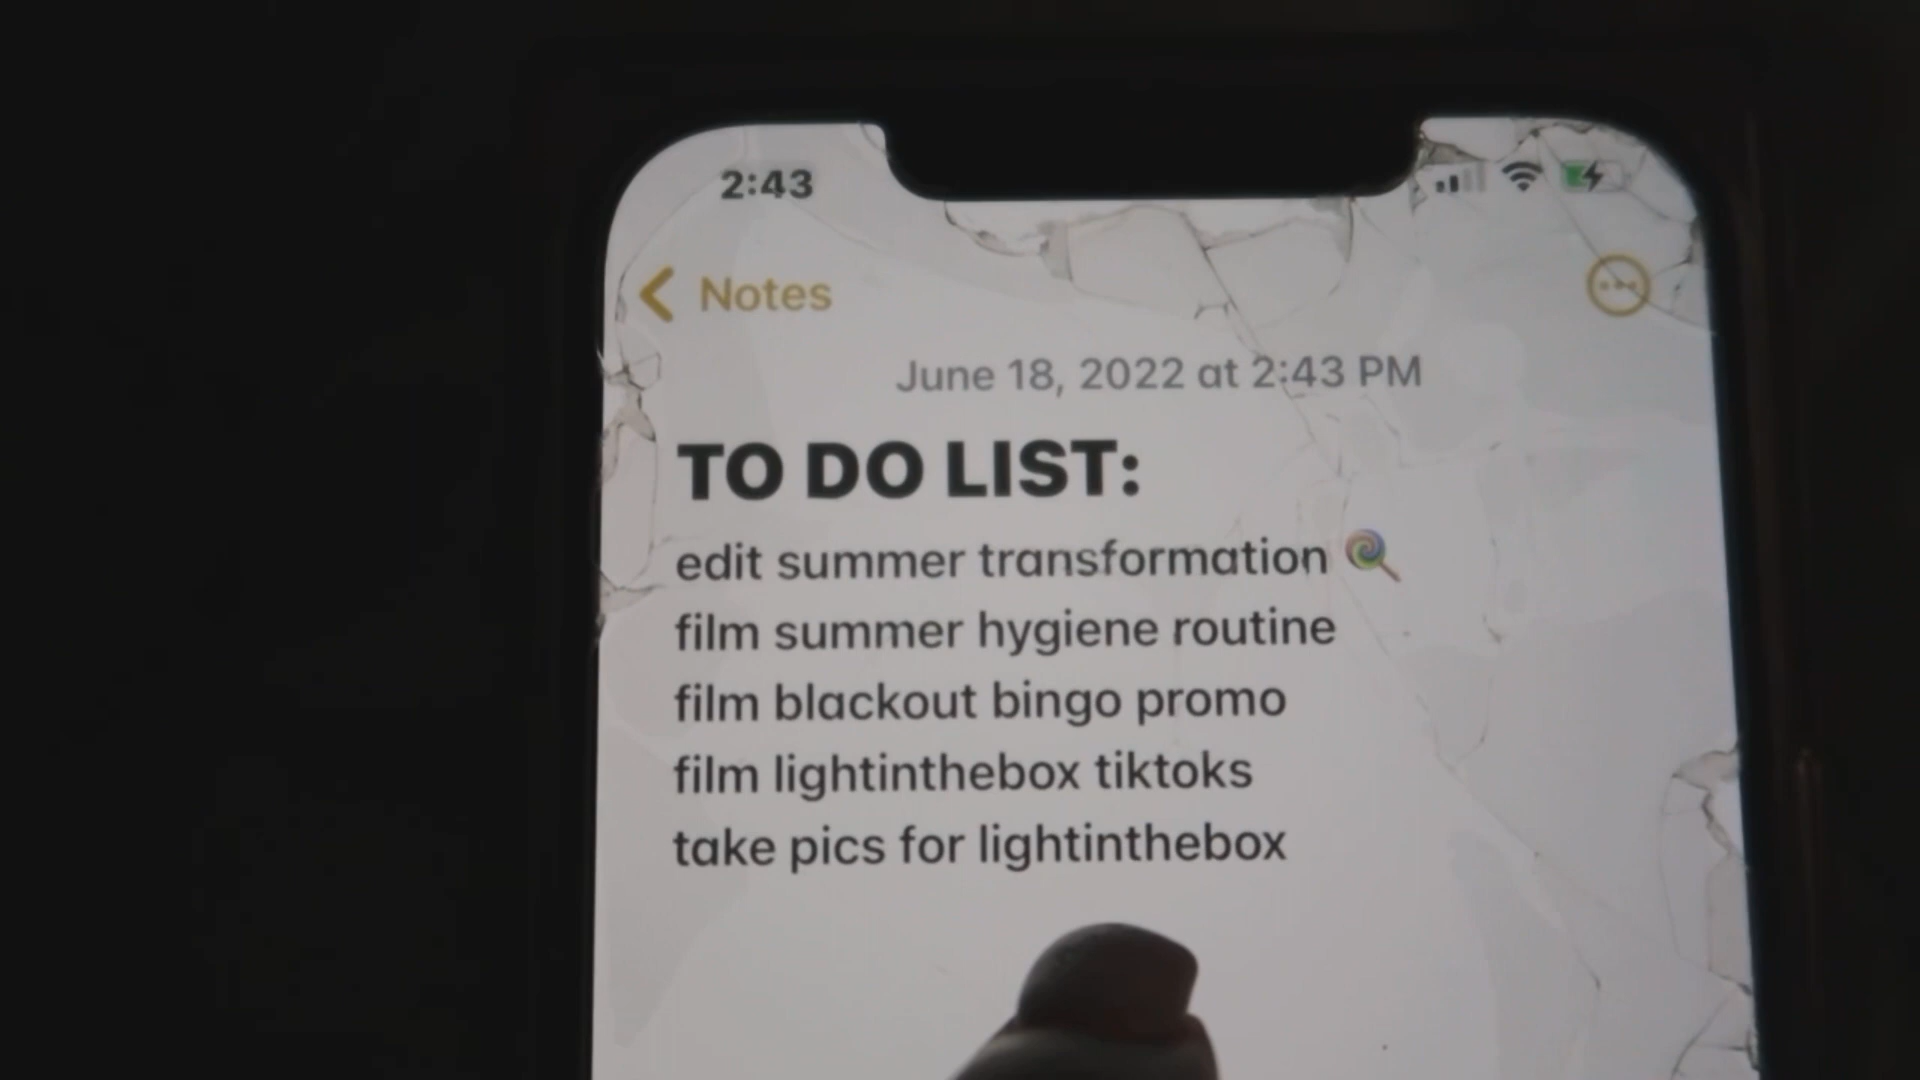 2:43
Notes
June 18, 2022 at 2:43 PM
TO DO LIST:
edit summer transformation 🍭
film summer hygiene routine
film blackout bingo promo
film lightinthebox tiktoks
take pics for lightinthebox